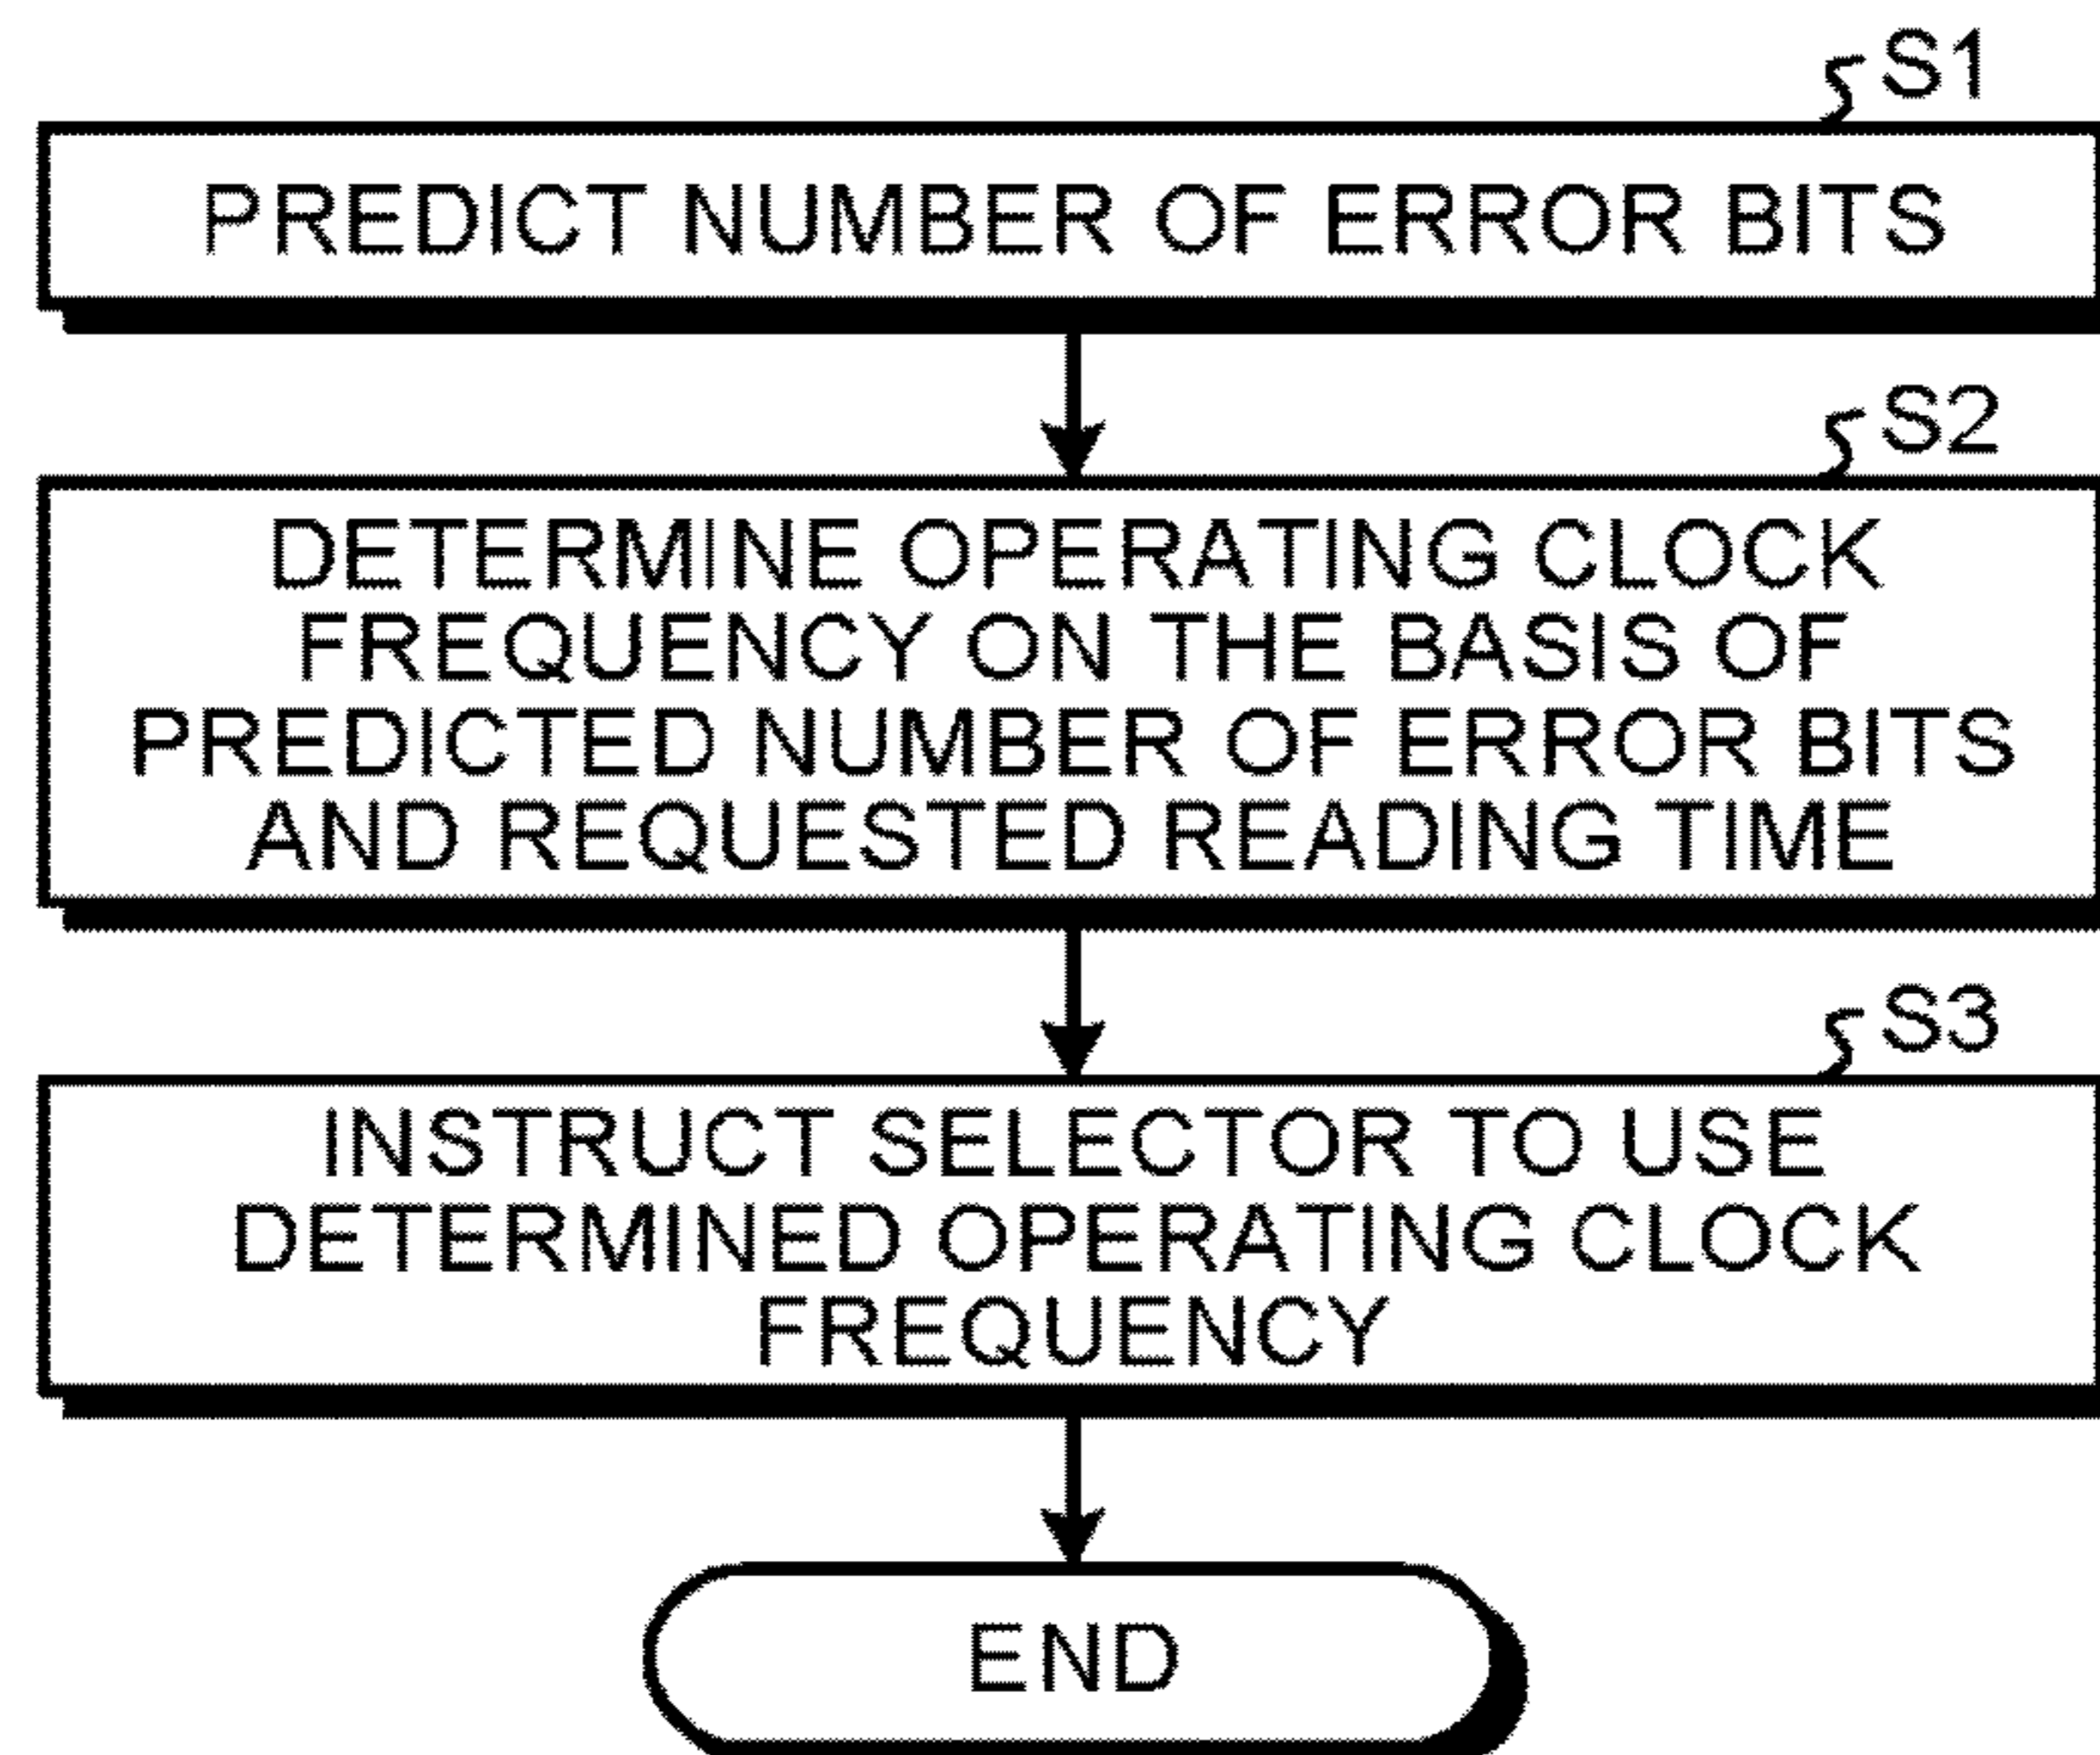 S1
PREDICT NUMBER OF ERROR BITS
S2
DETERMINE OPERATING CLOCK
FREQUENCY ON THE BASIS OF
PREDICTED NUMBER OF ERROR BITS
AND REQUESTED READING TIME
S3
INSTRUCT SELECTOR TO USE
DETERMINED OPERATING CLOCK
FREQUENCY
END